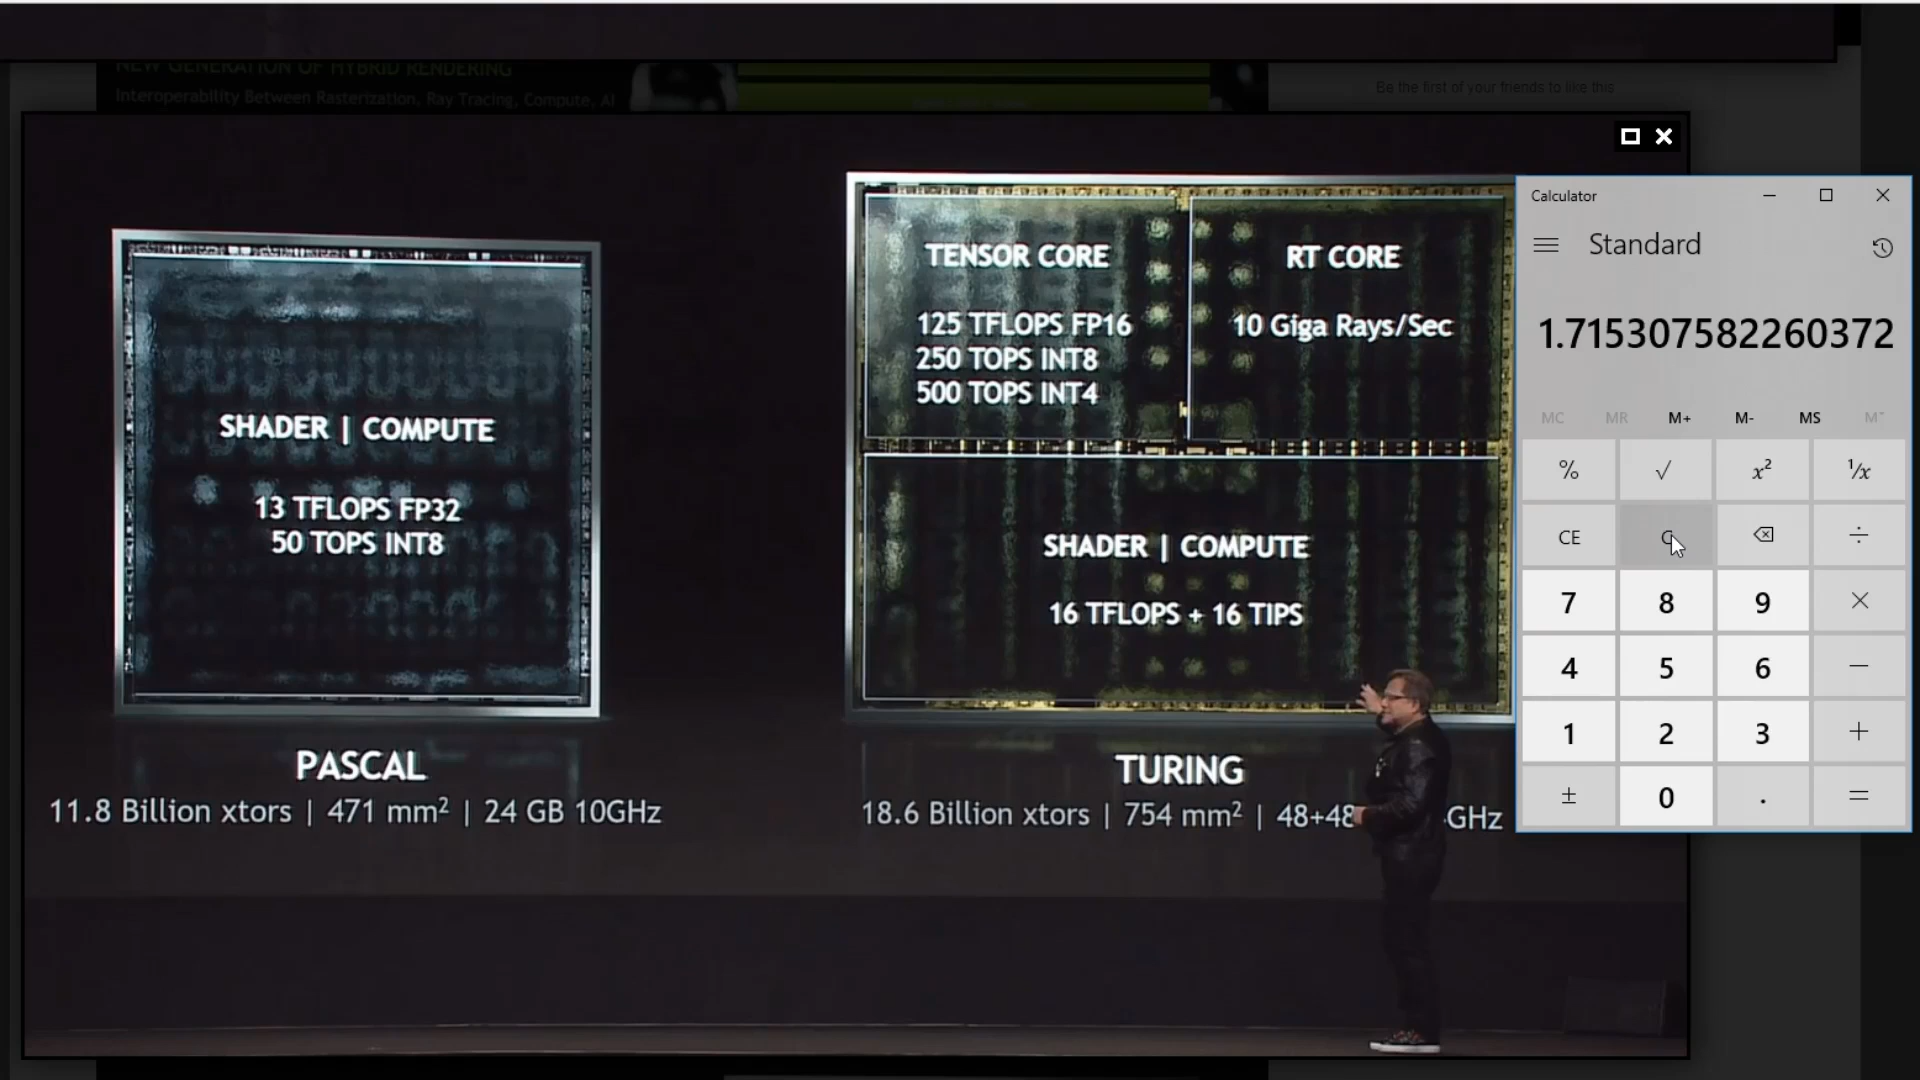 NEW GENERATION OF HYBRID RENDERING
Interoperability Between Rasterization, Ray Tracing, Compute, AI
Be the first of your friends to like this
SHADER | COMPUTE
13 TFLOPS FP32
50 TOPS INT8
PASCAL
11.8 Billion xtors | 471 mm² | 24 GB 10GHz
TENSOR CORE
125 TFLOPS FP16
250 TOPS INT8
500 TOPS INT4
RT CORE
10 Giga Rays/Sec
SHADER | COMPUTE
16 TFLOPS + 16 TIPS
TURING
18.6 Billion xtors | 754 mm² | 48+48 GHz
Calculator
Standard
1.715307582260372
MC MR M+ M- MS M˅
% √ x² ¹/x
CE C ÷
7 8 9 ×
4 5 6 −
1 2 3 +
± 0 . =